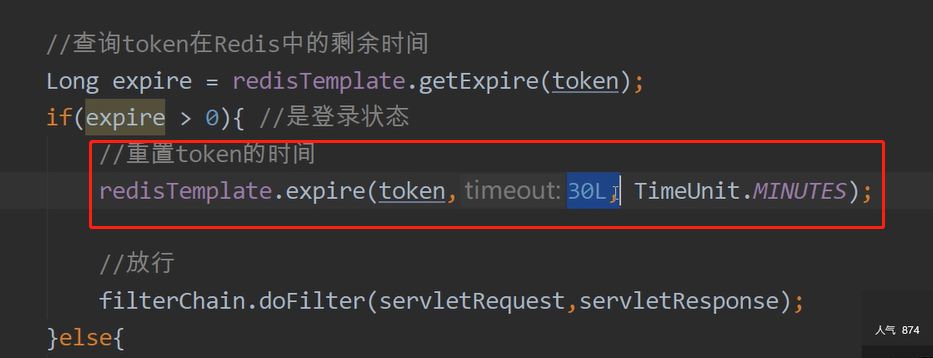 //查询token在Redis中的剩余时间
Long expire = redisTemplate.getExpire(token);
if(expire > 0){ //是登录状态
//重置token的时间
redisTemplate.expire(token, timeout: 30L, TimeUnit.MINUTES);
//放行
filterChain.doFilter(servletRequest,servletResponse);
}else{
人气 874